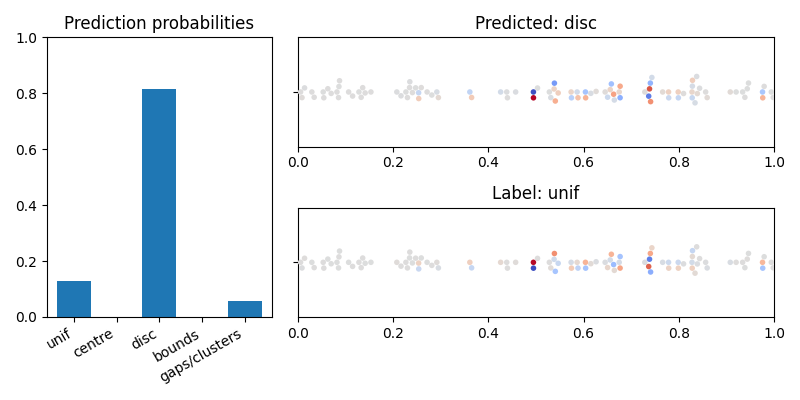 Prediction probabilities
1.0
0.8
0.6
0.4
0.2
0.0
unif
centre
disc
bounds
gaps/clusters
Predicted: disc
0.0 0.2 0.4 0.6 0.8 1.0
Label: unif
0.0 0.2 0.4 0.6 0.8 1.0